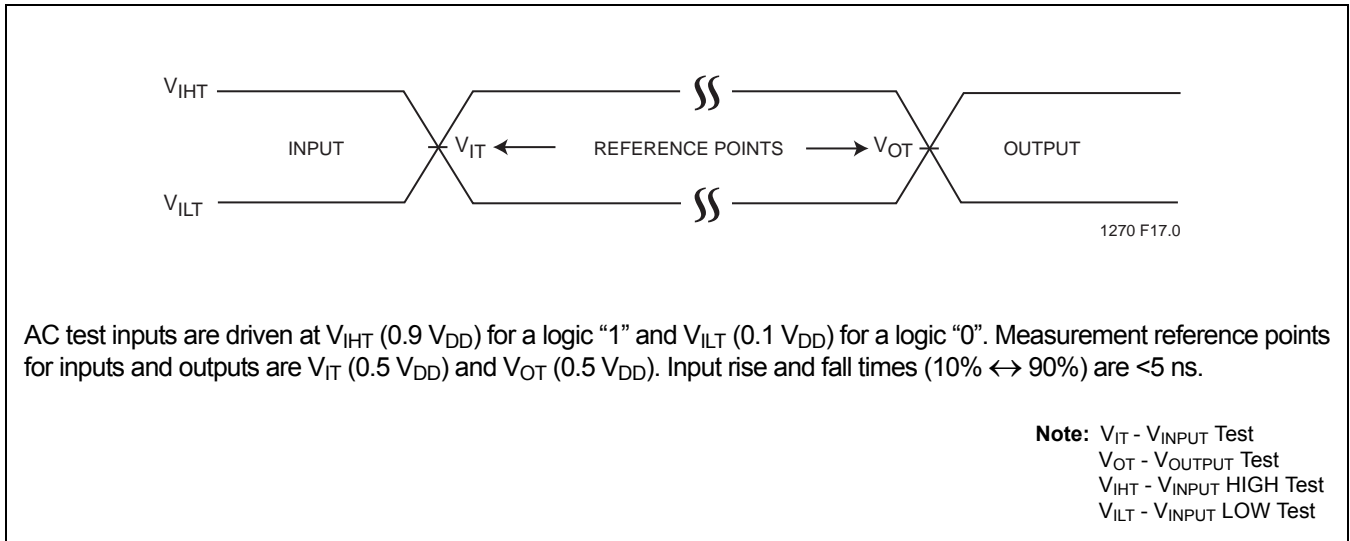 VIHT
INPUT VIT REFERENCE POINTS VOT OUTPUT
VILT
1270 F17.0
AC test inputs are driven at VIHT (0.9 VDD) for a logic “1” and VILT (0.1 VDD) for a logic “0”. Measurement reference points
for inputs and outputs are VIT (0.5 VDD) and VOT (0.5 VDD). Input rise and fall times (10% ↔ 90%) are <5 ns.
Note: VIT - VINPUT Test
VOT - VOUTPUT Test
VIHT - VINPUT HIGH Test
VILT - VINPUT LOW Test